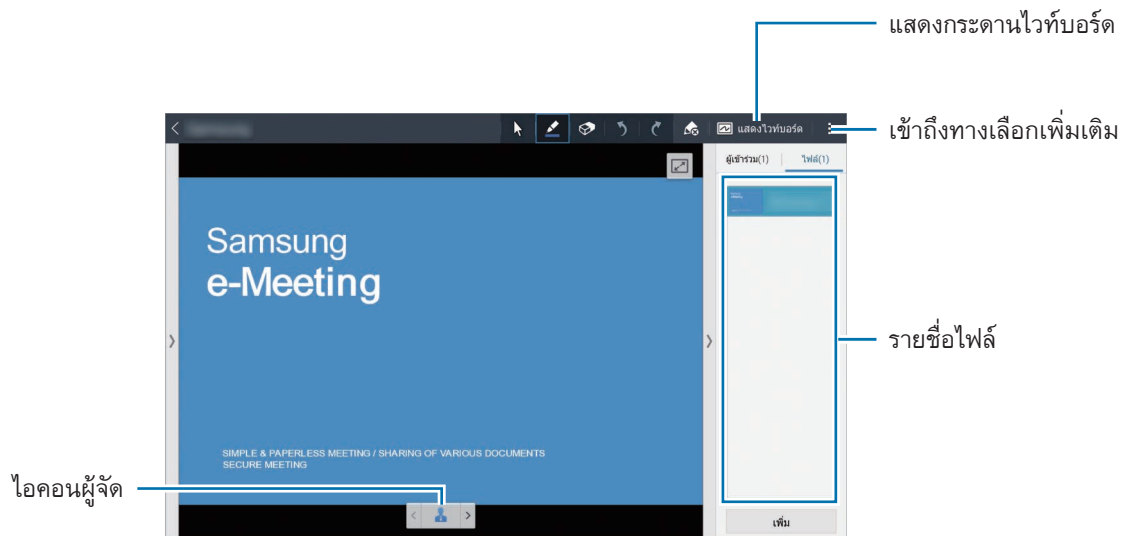 แสดงกระดานไวท์บอร์ด
แสดงไวท์บอร์ด
เข้าถึงทางเลือกเพิ่มเติม
ผู้เข้าร่วม(1)
ไฟล์(1)
Samsung
e-Meeting
รายชื่อไฟล์
SIMPLE & PAPERLESS MEETING / SHARING OF VARIOUS DOCUMENTS
SECURE MEETING
ไอคอนผู้จัด
เพิ่ม